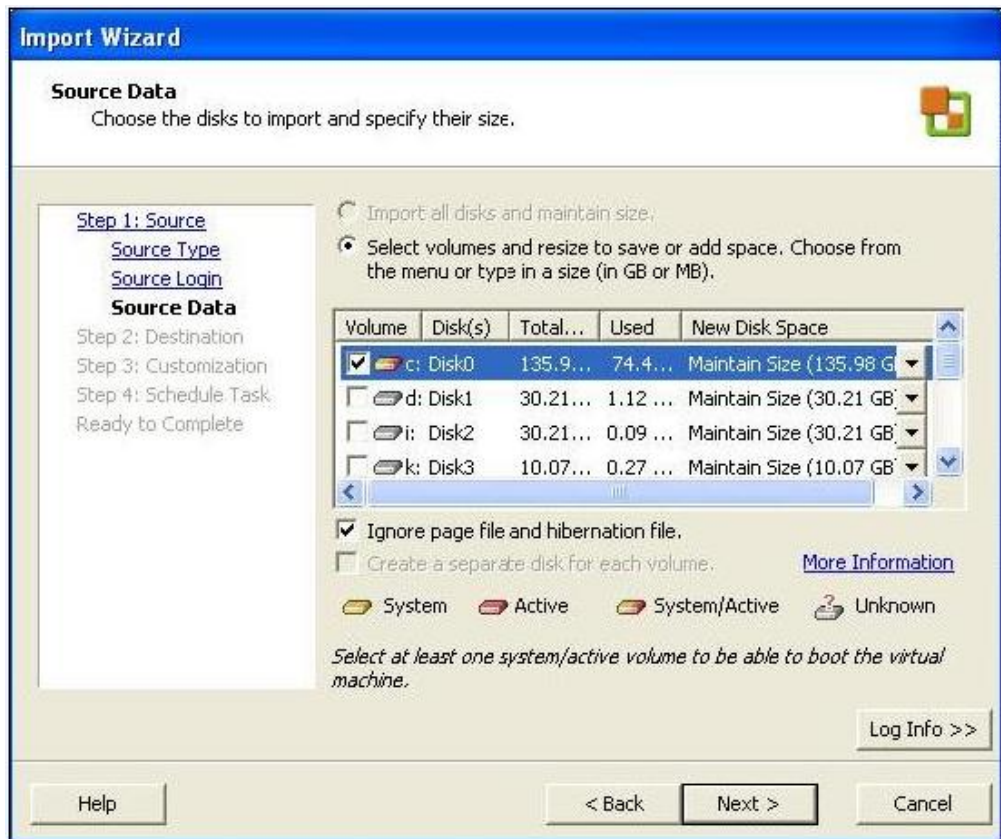 Import Wizard
Source Data
Choose the disks to import and specify their size.
Step 1: Source
Source Type
Source Login
Source Data
Step 2: Destination
Step 3: Customization
Step 4: Schedule Task
Ready to Complete
Import all disks and maintain size.
Select volumes and resize to save or add space. Choose from
the menu or type in a size (in GB or MB).
Volume Disk(s) Total... Used New Disk Space
c: Disk0 135.9... 74.4... Maintain Size (135.98 G
d: Disk1 30.21... 1.12 ... Maintain Size (30.21 GB)
i: Disk2 30.21... 0.09 ... Maintain Size (30.21 GB)
k: Disk3 10.07... 0.27 ... Maintain Size (10.07 GB)
Ignore page file and hibernation file.
Create a separate disk for each volume. More Information
System Active System/Active Unknown
Select at least one system/active volume to be able to boot the virtual
machine.
Log Info >>
Help < Back Next > Cancel